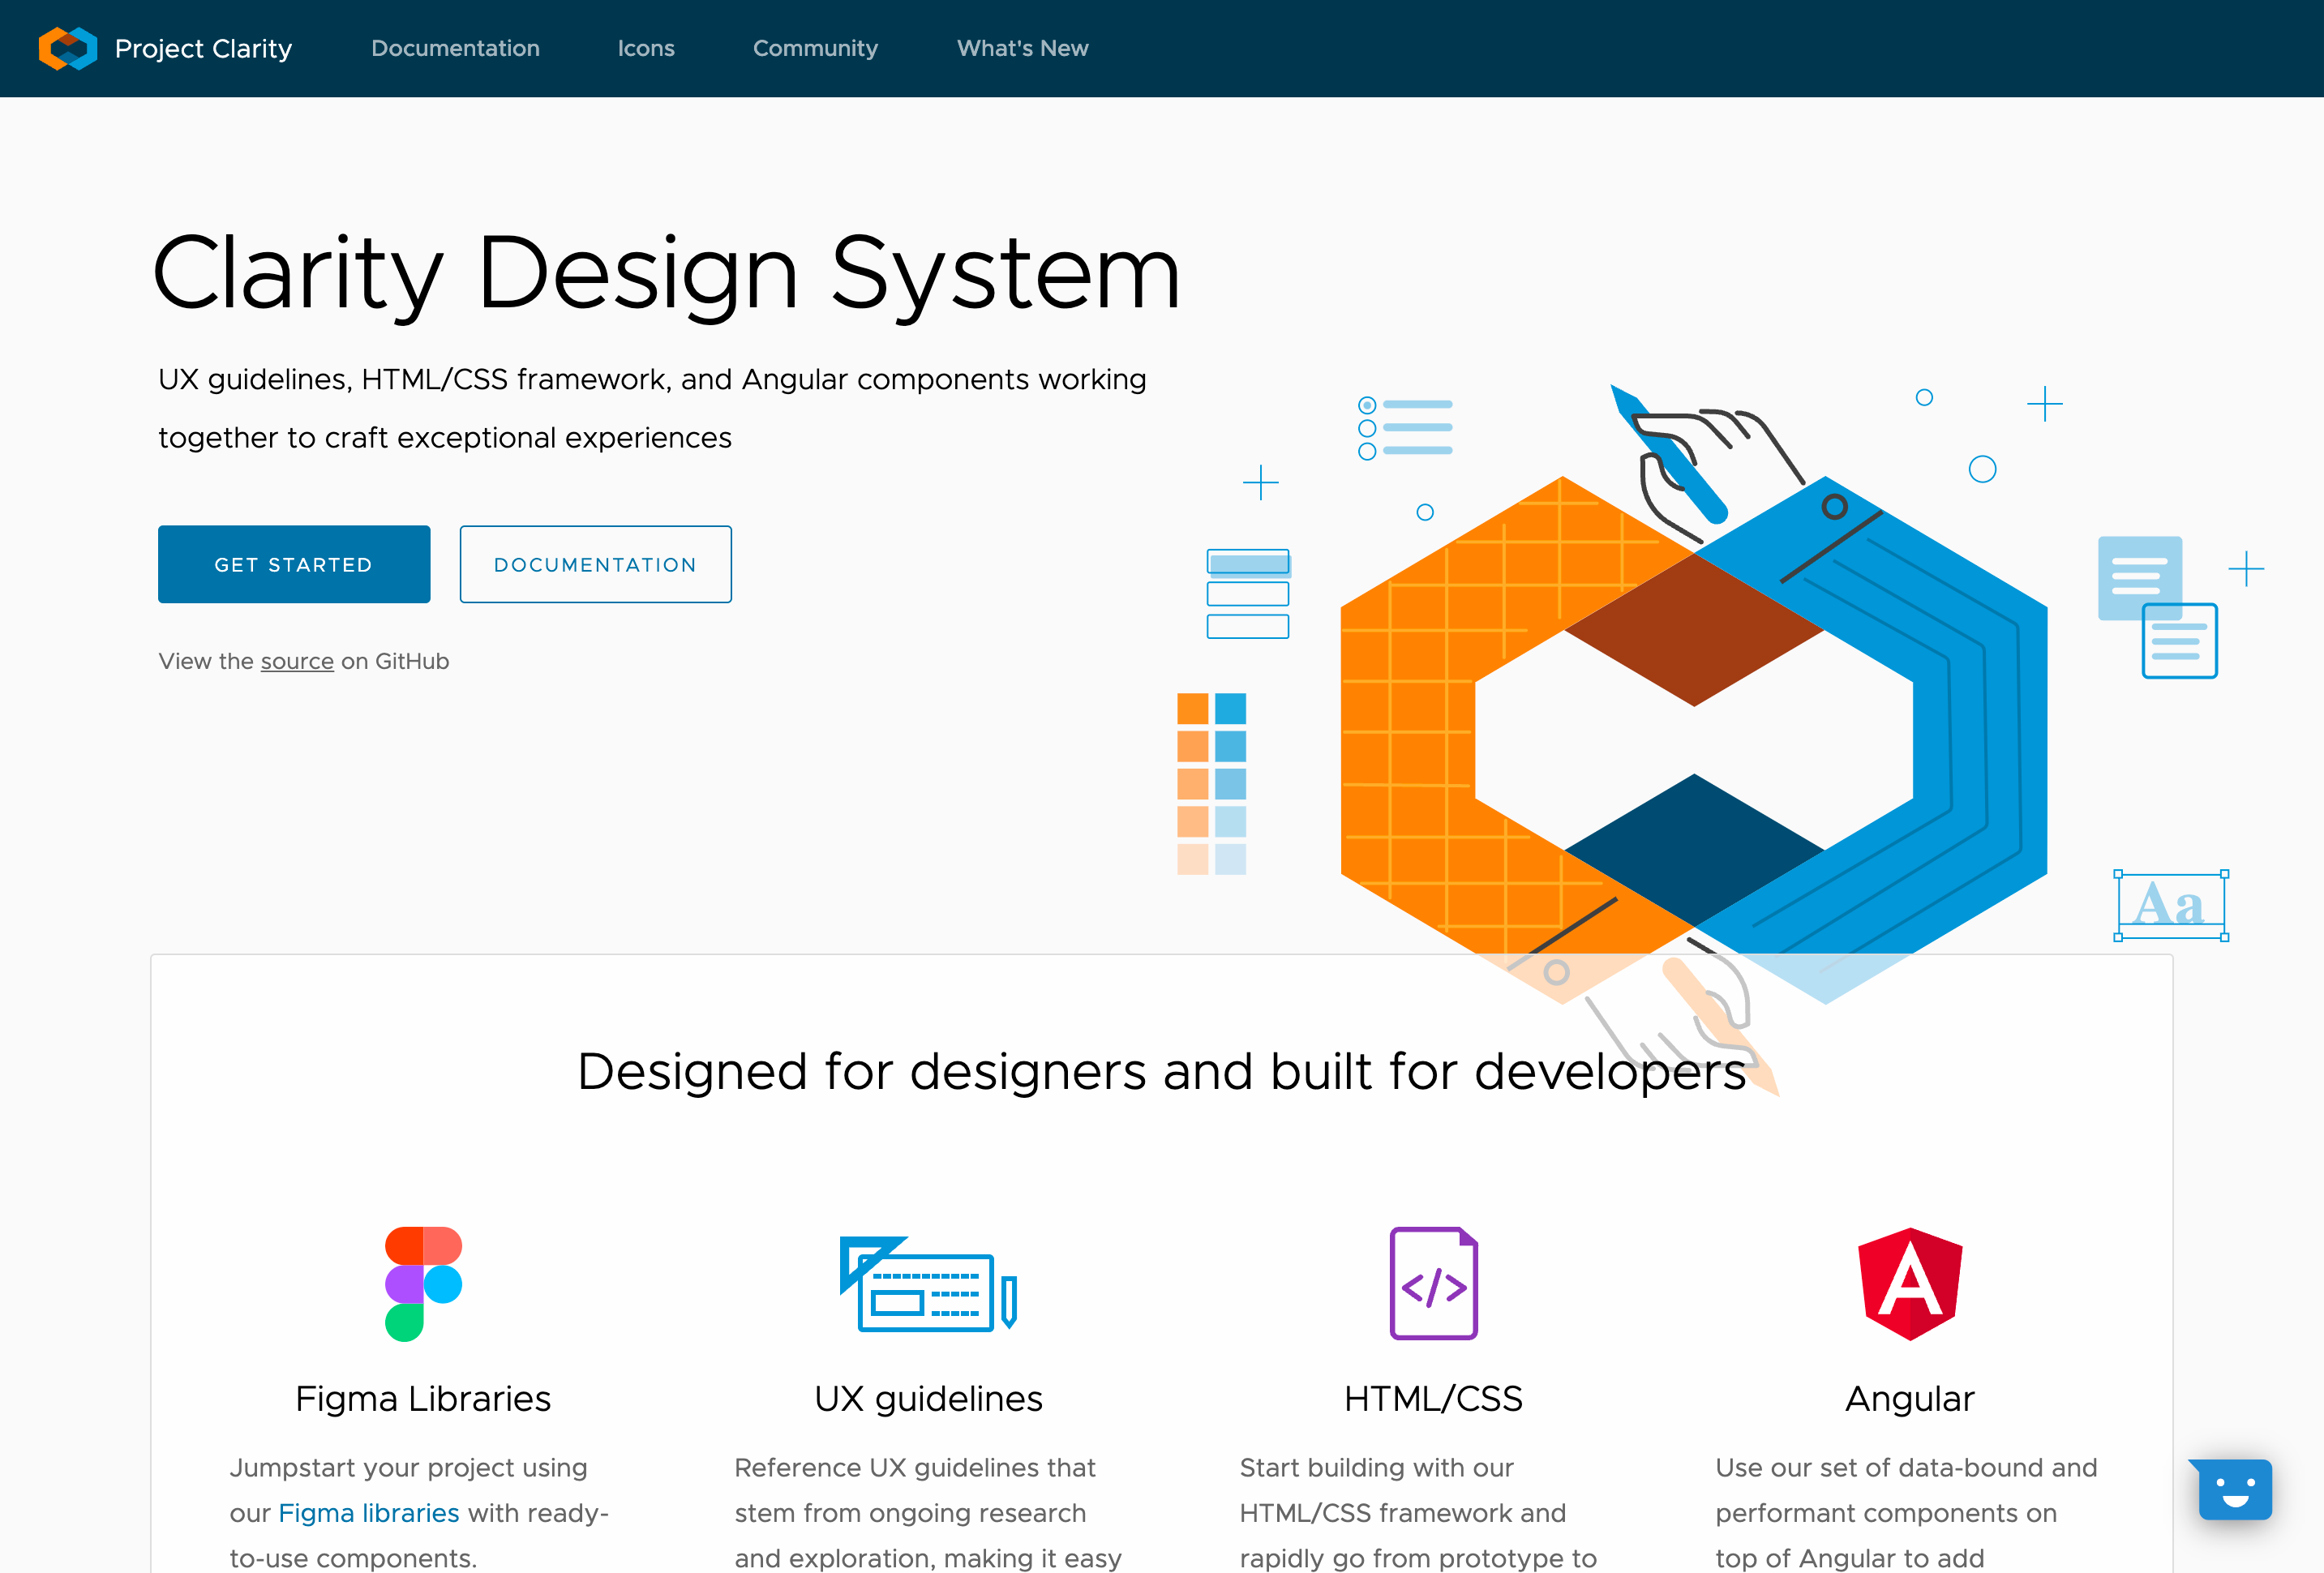 Project Clarity
Documentation
Icons
Community
What's New
Clarity Design System
UX guidelines, HTML/CSS framework, and Angular components working
together to craft exceptional experiences
GET STARTED
DOCUMENTATION
View the source on GitHub
Aa
Designed for designers and built for developers
</>
A
Figma Libraries
Jumpstart your project using
our Figma libraries with ready-
to-use components.
UX guidelines
Reference UX guidelines that
stem from ongoing research
and exploration, making it easy
HTML/CSS
Start building with our
HTML/CSS framework and
rapidly go from prototype to
Angular
Use our set of data-bound and
performant components on
top of Angular to add